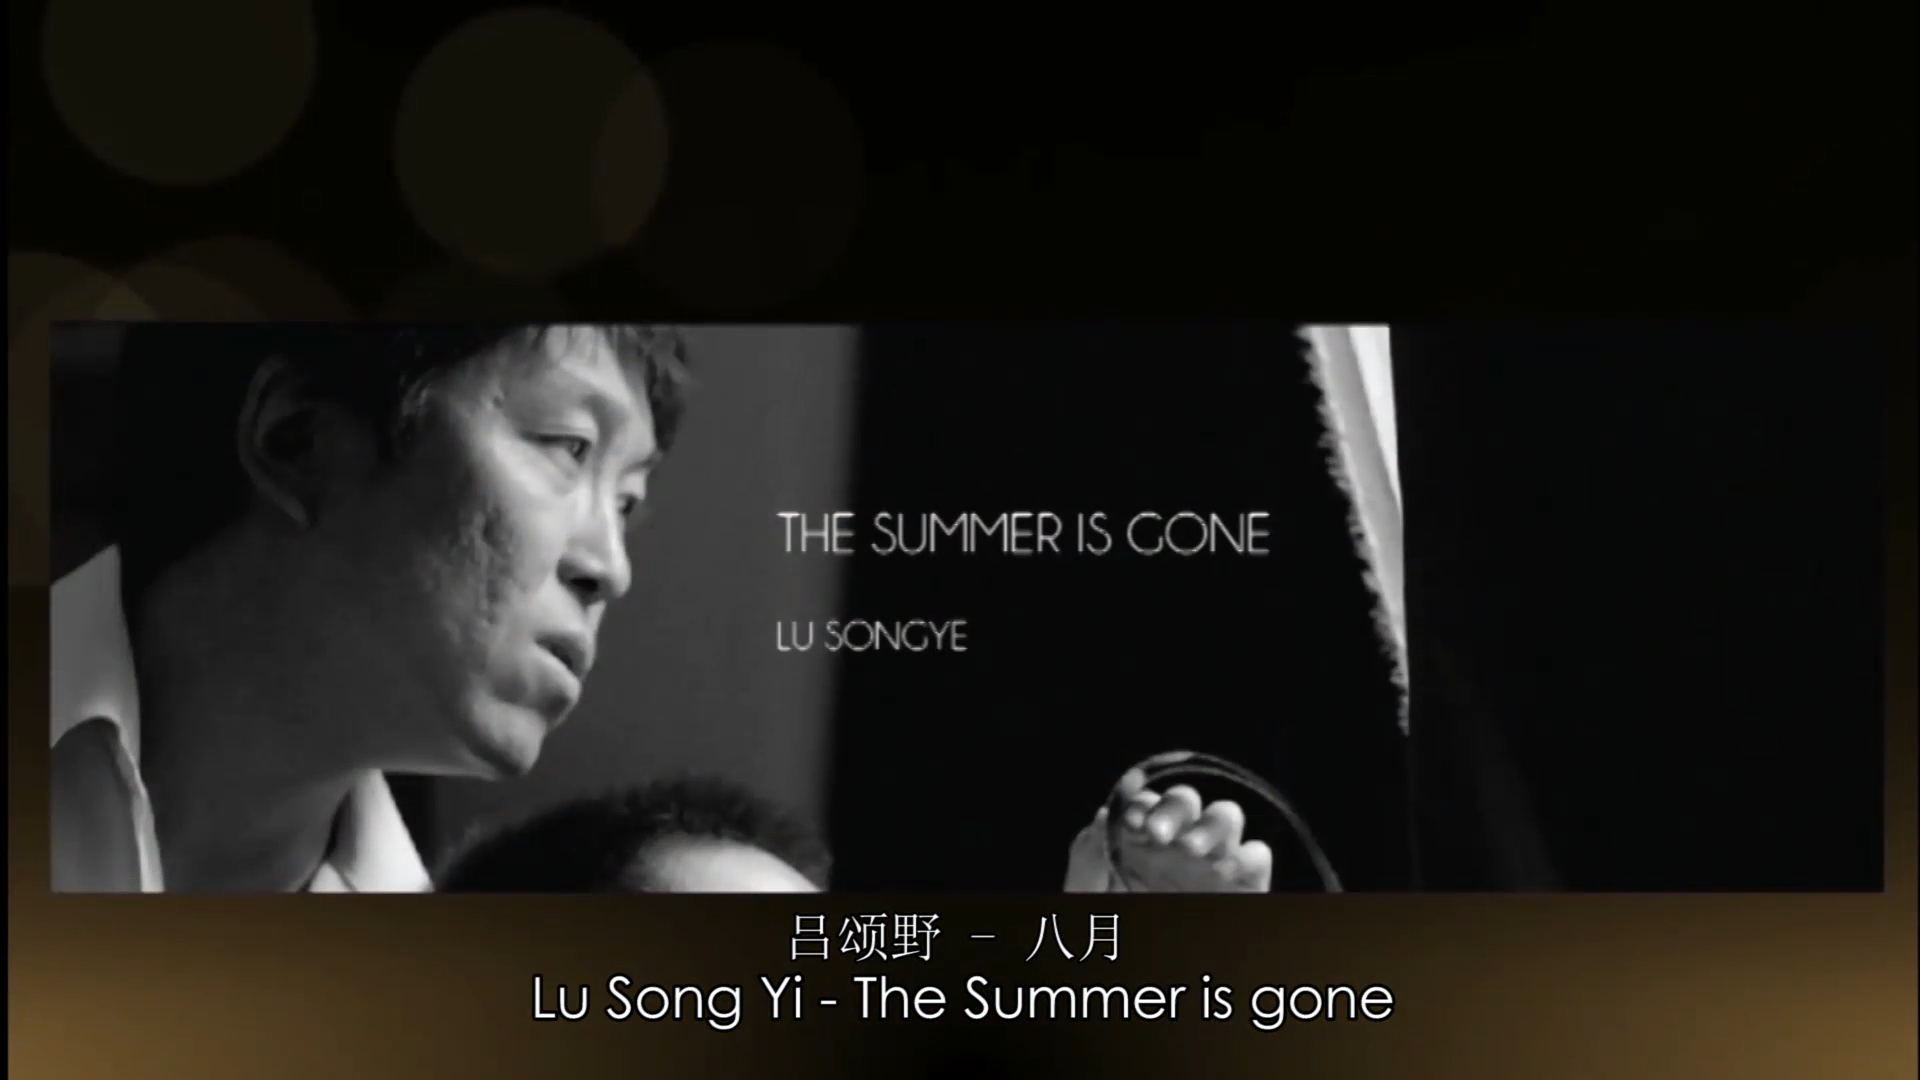 THE SUMMER IS GONE
LU SONGYE
吕颂野 - 八月
Lu Song Yi - The Summer is gone